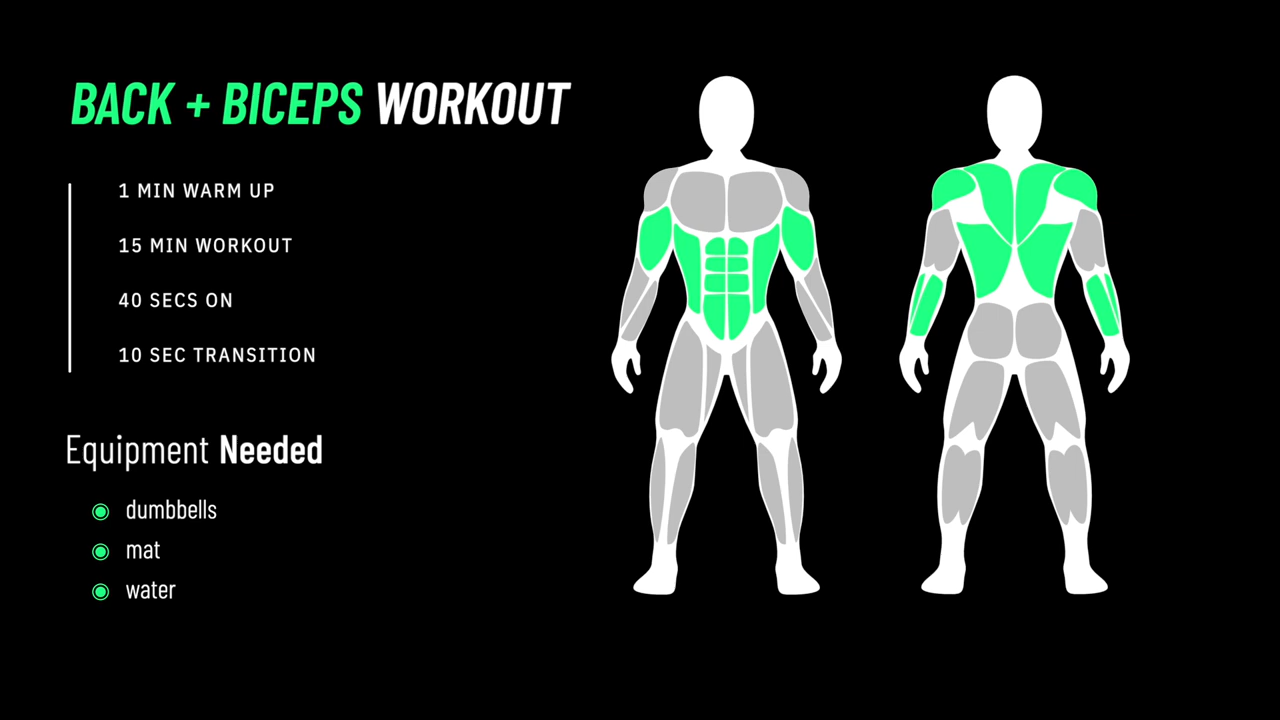 BACK + BICEPS WORKOUT
1 MIN WARM UP
15 MIN WORKOUT
40 SECS ON
10 SEC TRANSITION
Equipment Needed
dumbbells
mat
water